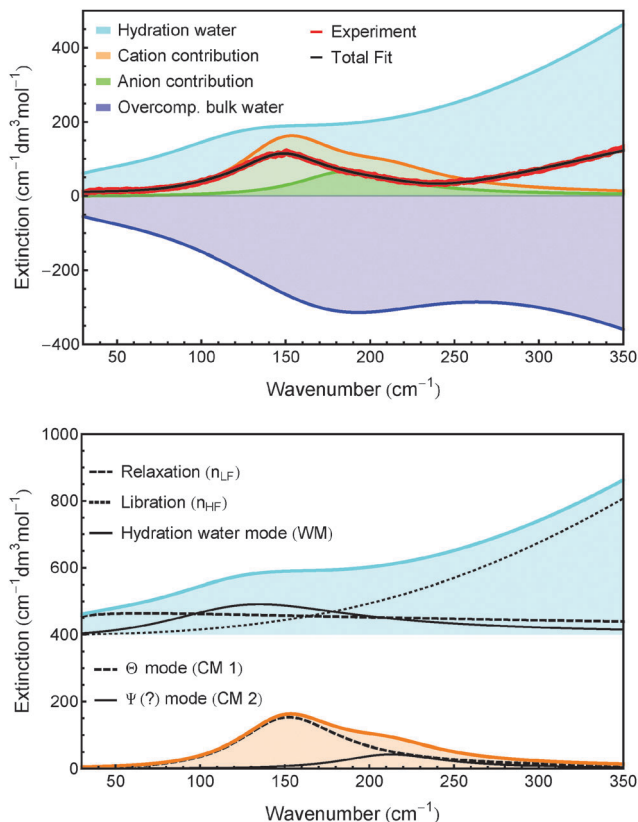 400
200
0
−200
−400
Extinction (cm⁻¹dm³mol⁻¹)
Hydration water
Cation contribution
Anion contribution
Overcomp. bulk water
Experiment
Total Fit
50 100 150 200 250 300 350
Wavenumber (cm⁻¹)
1000
800
600
400
200
0
Extinction (cm⁻¹dm³mol⁻¹)
Relaxation (n_LF)
Libration (n_HF)
Hydration water mode (WM)
Θ mode (CM 1)
Ψ(?) mode (CM 2)
50 100 150 200 250 300 350
Wavenumber (cm⁻¹)